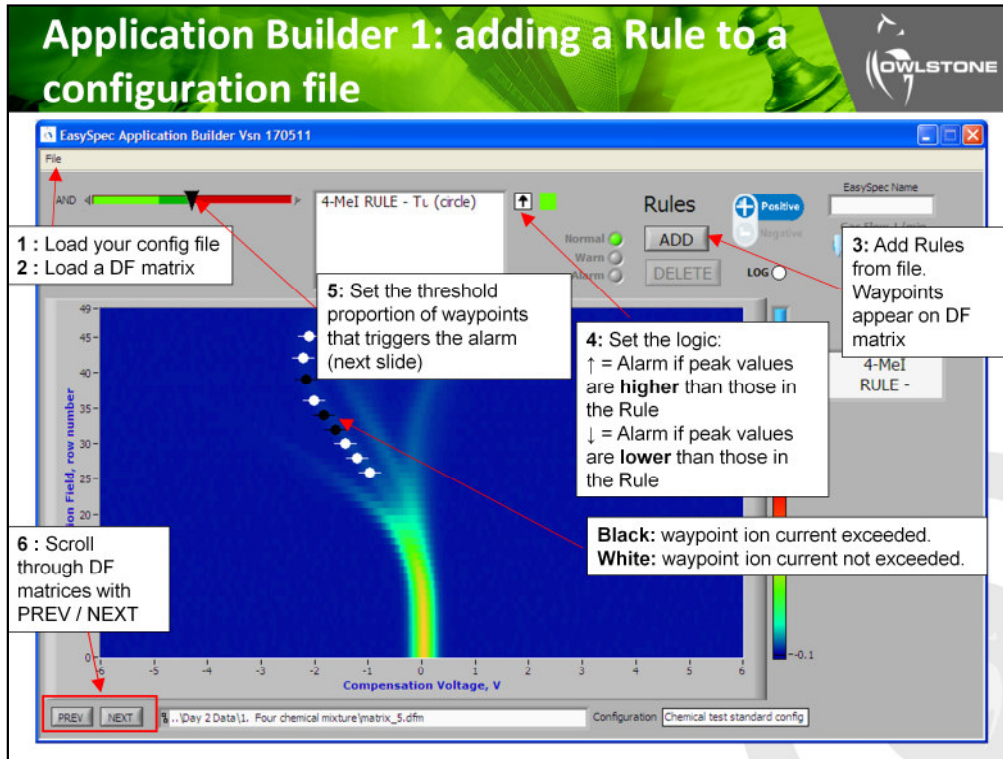 Application Builder 1: adding a Rule to a
configuration file
OWLSTONE
EasySpec Application Builder Vsn 170511
File
AND
4-MeI RULE - Tu (circle)
↑
Rules
Positive
Negative
EasySpec Name
Normal
Warn
Alarm
ADD
DELETE
LOG
1 : Load your config file
2 : Load a DF matrix
3: Add Rules
from file.
Waypoints
appear on DF
matrix
5: Set the threshold
proportion of waypoints
that triggers the alarm
(next slide)
4: Set the logic:
↑ = Alarm if peak values
are higher than those in
the Rule
↓ = Alarm if peak values
are lower than those in
the Rule
4-MeI
RULE -
49
45
40
35
30
25
20
0
Field, row number
Black: waypoint ion current exceeded.
White: waypoint ion current not exceeded.
6 : Scroll
through DF
matrices with
PREV / NEXT
-0.1
-6 -5 -4 -3 -2 -1 0 1 2 3 4 5 6
Compensation Voltage, V
PREV NEXT
..\Day 2 Data\1. Four chemical mixture\matrix_5.dfm
Configuration Chemical test standard config